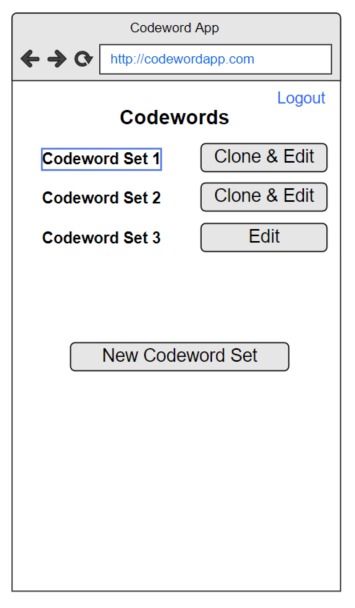 Codeword App
http://codewordapp.com
Logout
Codewords
Codeword Set 1 Clone & Edit
Codeword Set 2 Clone & Edit
Codeword Set 3 Edit
New Codeword Set